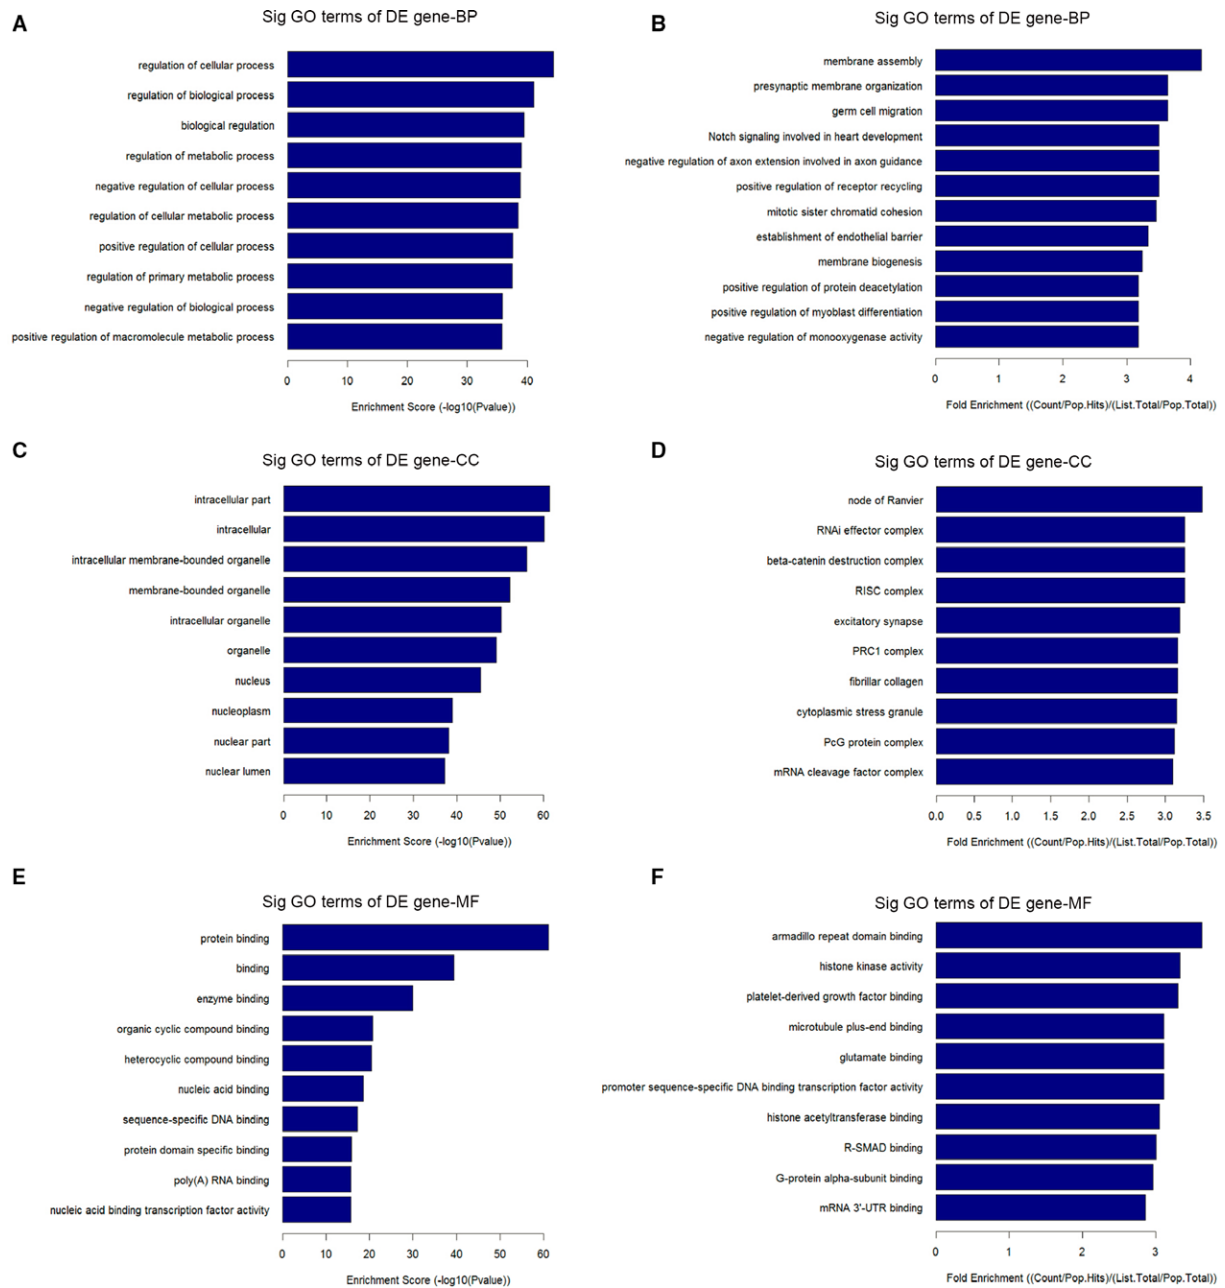 A
Sig GO terms of DE gene-BP
regulation of cellular process
regulation of biological process
biological regulation
regulation of metabolic process
negative regulation of cellular process
regulation of cellular metabolic process
positive regulation of cellular process
regulation of primary metabolic process
negative regulation of biological process
positive regulation of macromolecule metabolic process
0 10 20 30 40
Enrichment Score (-log10(Pvalue))
B
Sig GO terms of DE gene-BP
membrane assembly
presynaptic membrane organization
germ cell migration
Notch signaling involved in heart development
negative regulation of axon extension involved in axon guidance
positive regulation of receptor recycling
mitotic sister chromatid cohesion
establishment of endothelial barrier
membrane biogenesis
positive regulation of protein deacetylation
positive regulation of myoblast differentiation
negative regulation of monooxygenase activity
0 1 2 3 4
Fold Enrichment ((Count/Pop.Hits)/(List.Total/Pop.Total))
C
Sig GO terms of DE gene-CC
intracellular part
intracellular
intracellular membrane-bounded organelle
membrane-bounded organelle
intracellular organelle
organelle
nucleus
nucleoplasm
nuclear part
nuclear lumen
0 10 20 30 40 50 60
Enrichment Score (-log10(Pvalue))
D
Sig GO terms of DE gene-CC
node of Ranvier
RNAi effector complex
beta-catenin destruction complex
RISC complex
excitatory synapse
PRC1 complex
fibrillar collagen
cytoplasmic stress granule
PcG protein complex
mRNA cleavage factor complex
0.0 0.5 1.0 1.5 2.0 2.5 3.0 3.5
Fold Enrichment ((Count/Pop.Hits)/(List.Total/Pop.Total))
E
Sig GO terms of DE gene-MF
protein binding
binding
enzyme binding
organic cyclic compound binding
heterocyclic compound binding
nucleic acid binding
sequence-specific DNA binding
protein domain specific binding
poly(A) RNA binding
nucleic acid binding transcription factor activity
0 10 20 30 40 50 60
Enrichment Score (-log10(Pvalue))
F
Sig GO terms of DE gene-MF
armadillo repeat domain binding
histone kinase activity
platelet-derived growth factor binding
microtubule plus-end binding
glutamate binding
promoter sequence-specific DNA binding transcription factor activity
histone acetyltransferase binding
R-SMAD binding
G-protein alpha-subunit binding
mRNA 3'-UTR binding
0 1 2 3
Fold Enrichment ((Count/Pop.Hits)/(List.Total/Pop.Total))